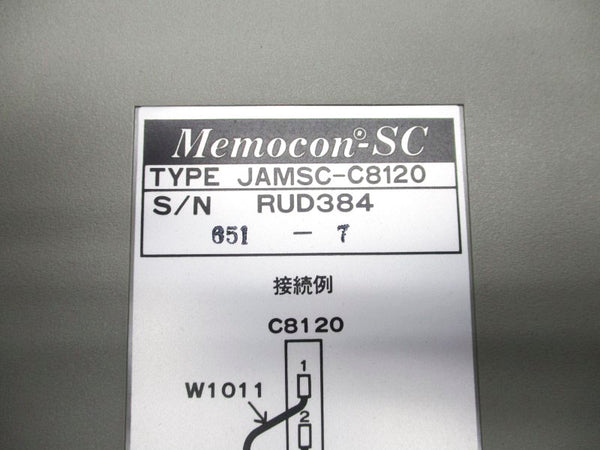 Memocon®-SC
TYPE JAMSC-C8120
S/N RUD384
651 - 7
接続例
C8120
1
W1011
2